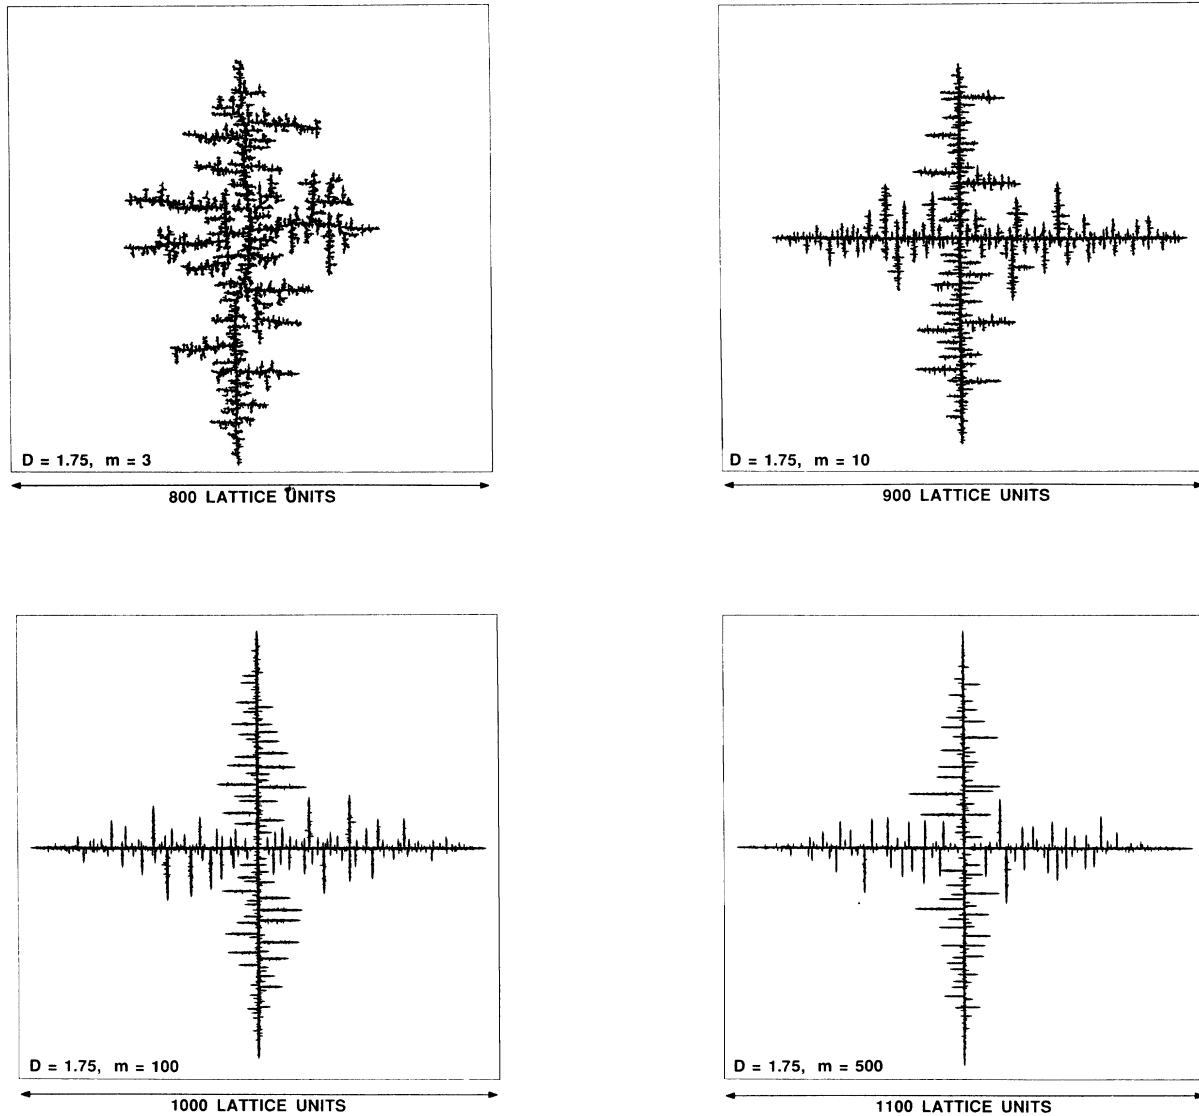 D = 1.75, m = 3
800 LATTICE UNITS
D = 1.75, m = 10
900 LATTICE UNITS
D = 1.75, m = 100
1000 LATTICE UNITS
D = 1.75, m = 500
1100 LATTICE UNITS